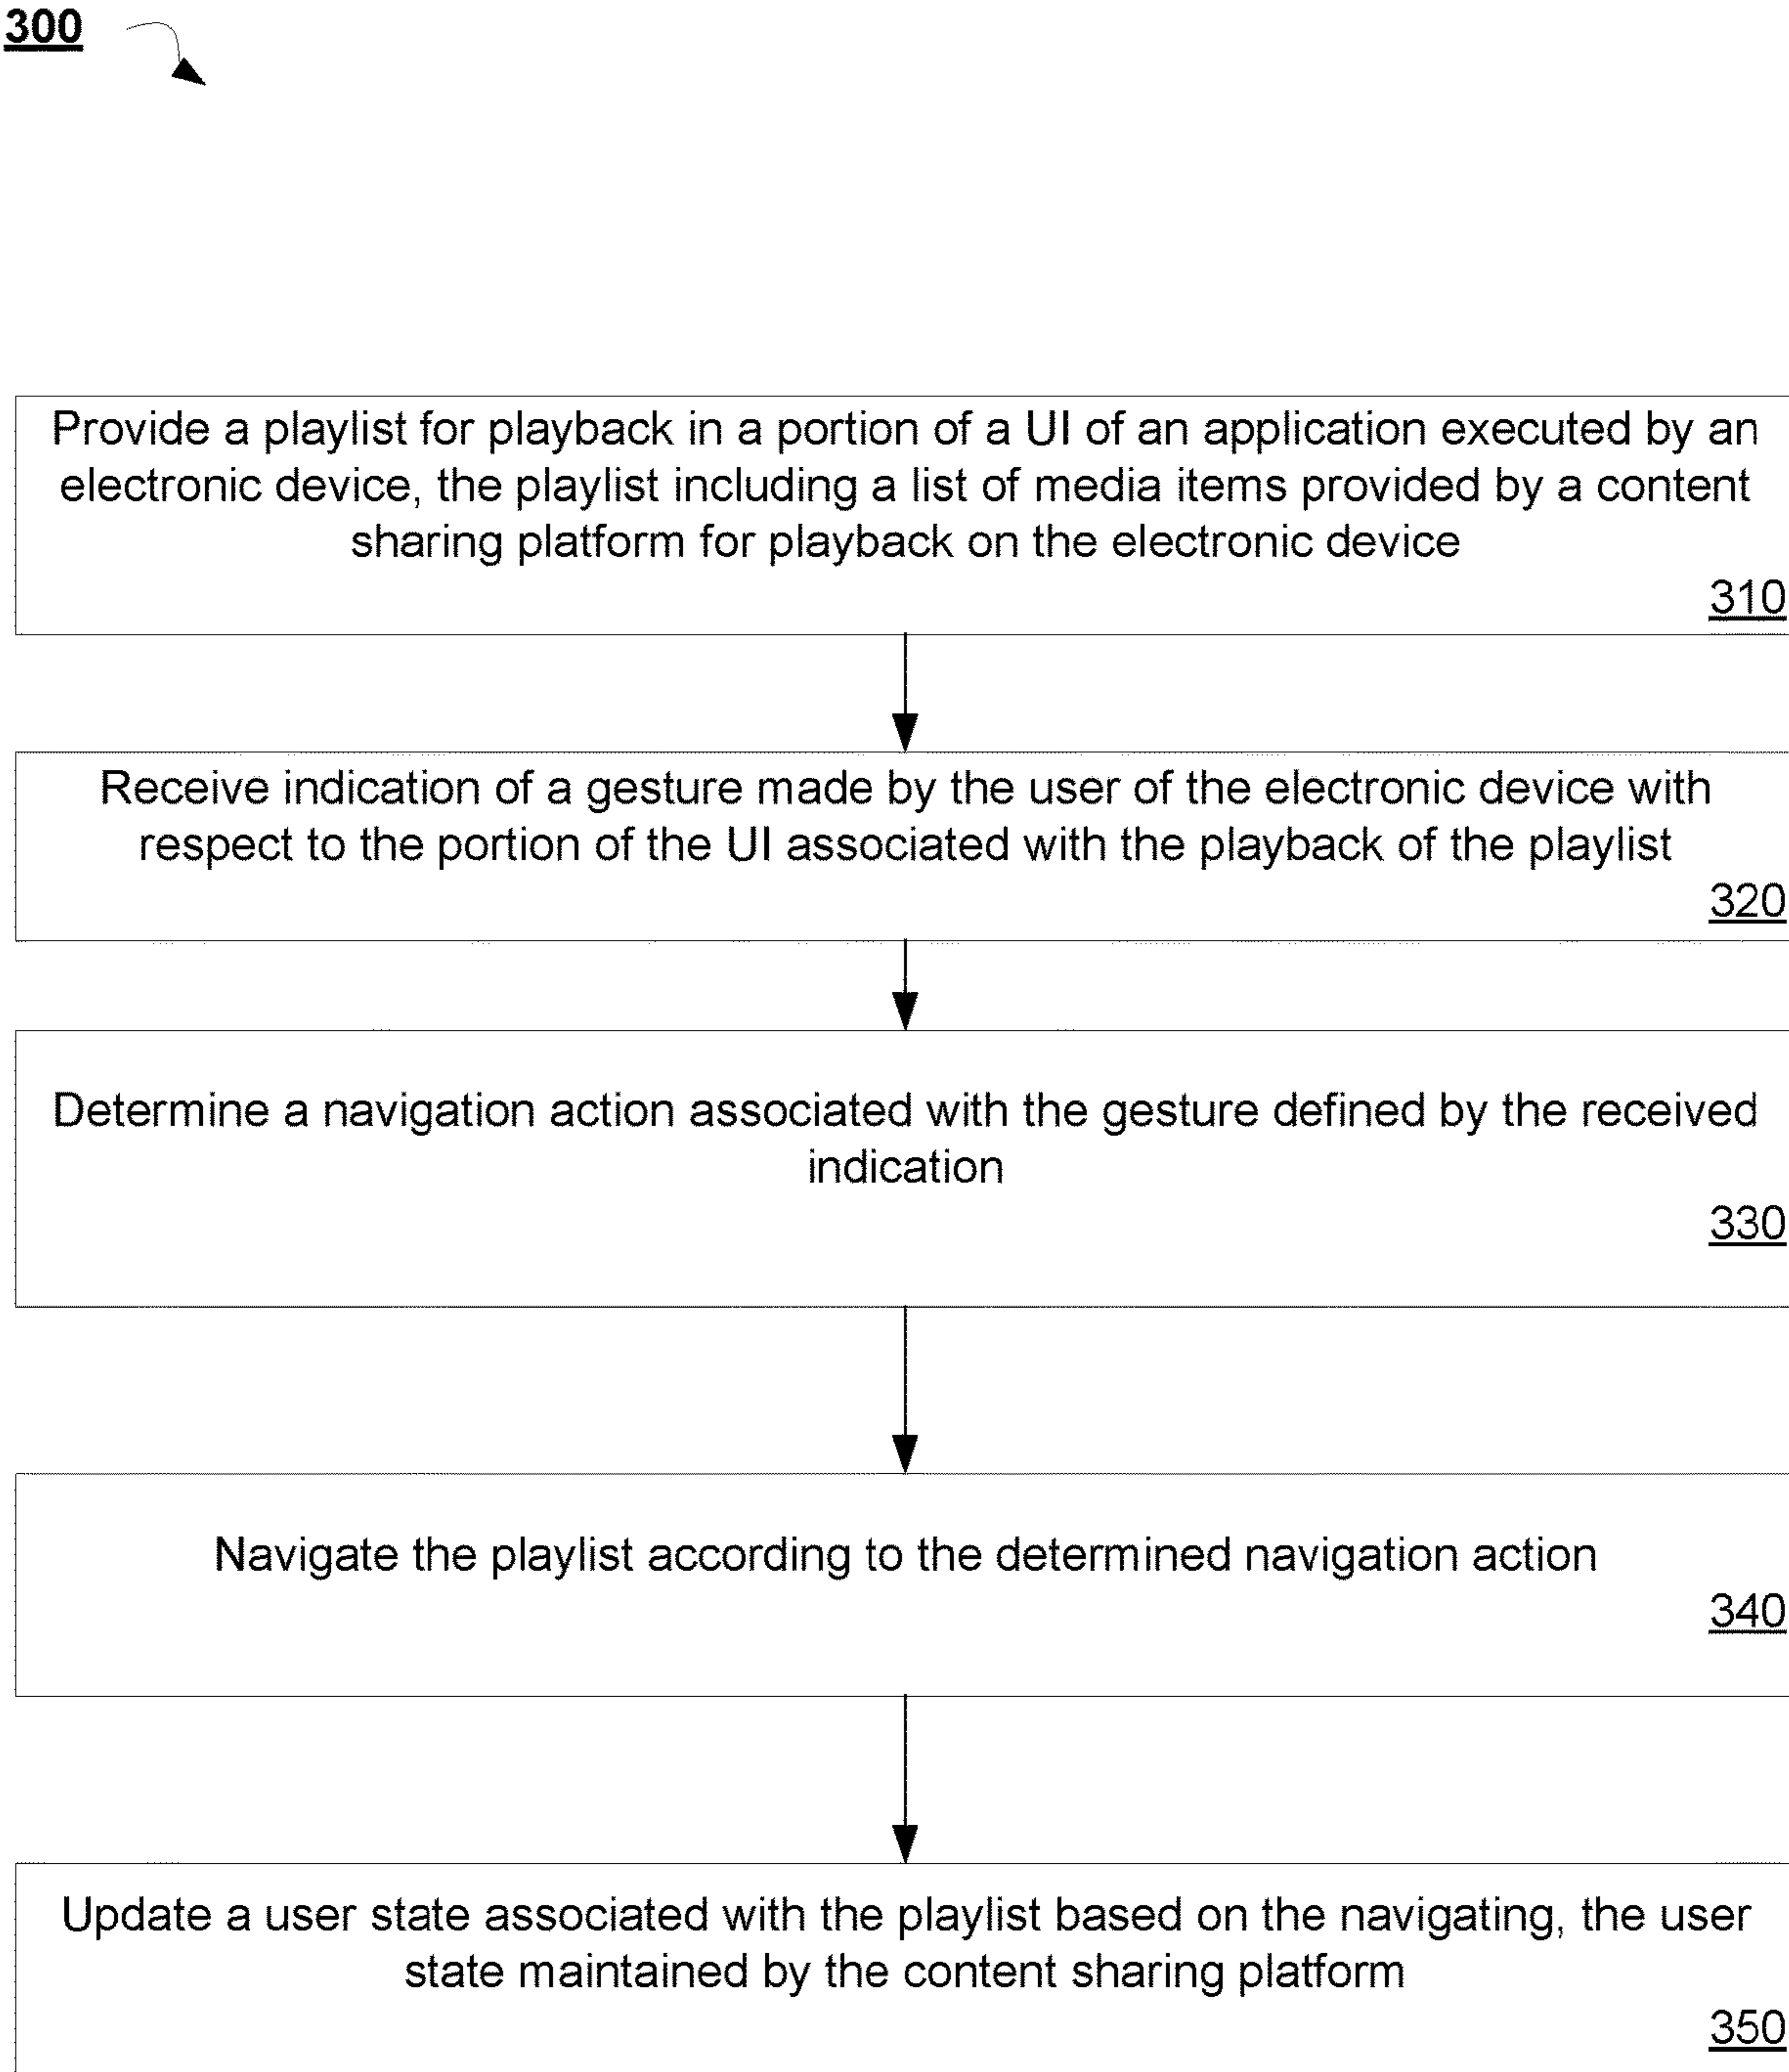 300
Provide a playlist for playback in a portion of a UI of an application executed by an
electronic device, the playlist including a list of media items provided by a content
sharing platform for playback on the electronic device
310
Receive indication of a gesture made by the user of the electronic device with
respect to the portion of the UI associated with the playback of the playlist
320
Determine a navigation action associated with the gesture defined by the received
indication
330
Navigate the playlist according to the determined navigation action
340
Update a user state associated with the playlist based on the navigating, the user
state maintained by the content sharing platform
350